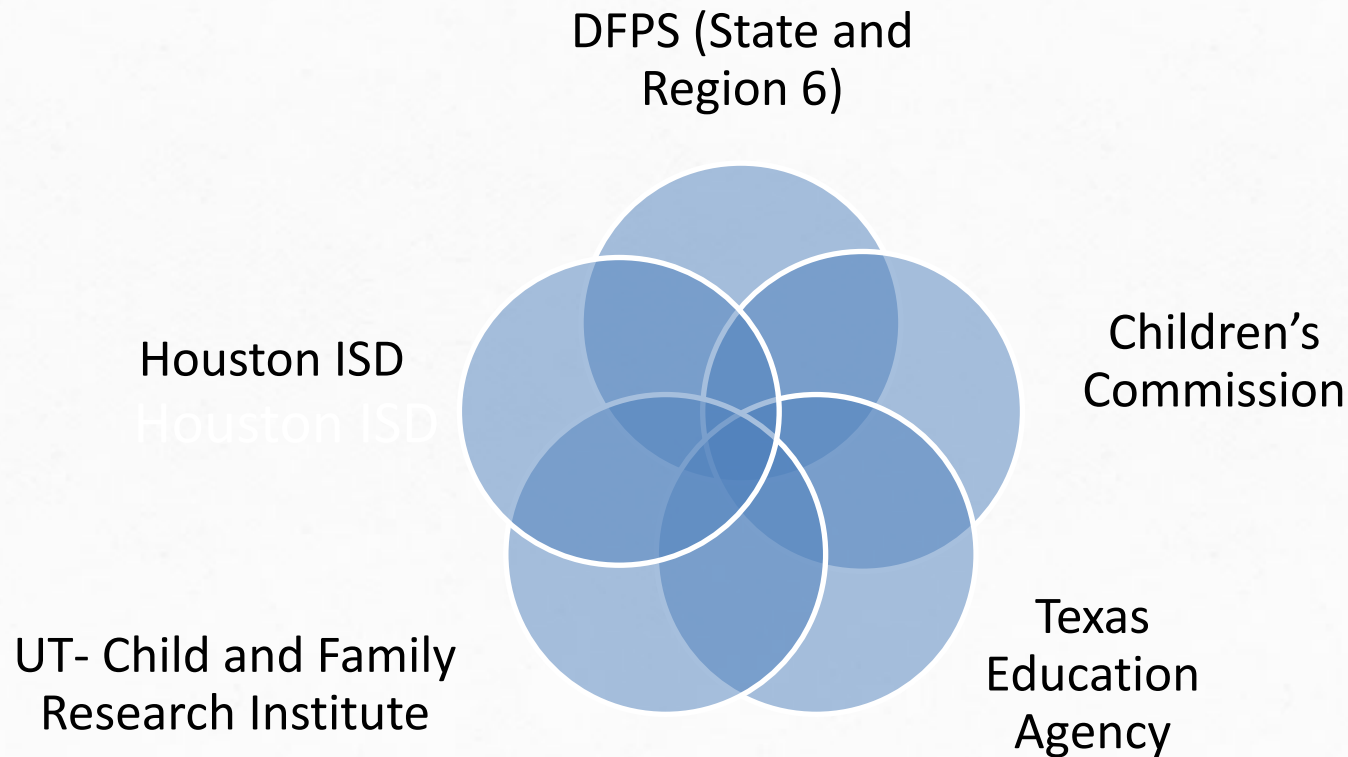 DFPS (State and
Region 6)
Children’s
Commission
Houston ISD
Houston ISD
Texas
Education
Agency
UT- Child and Family
Research Institute